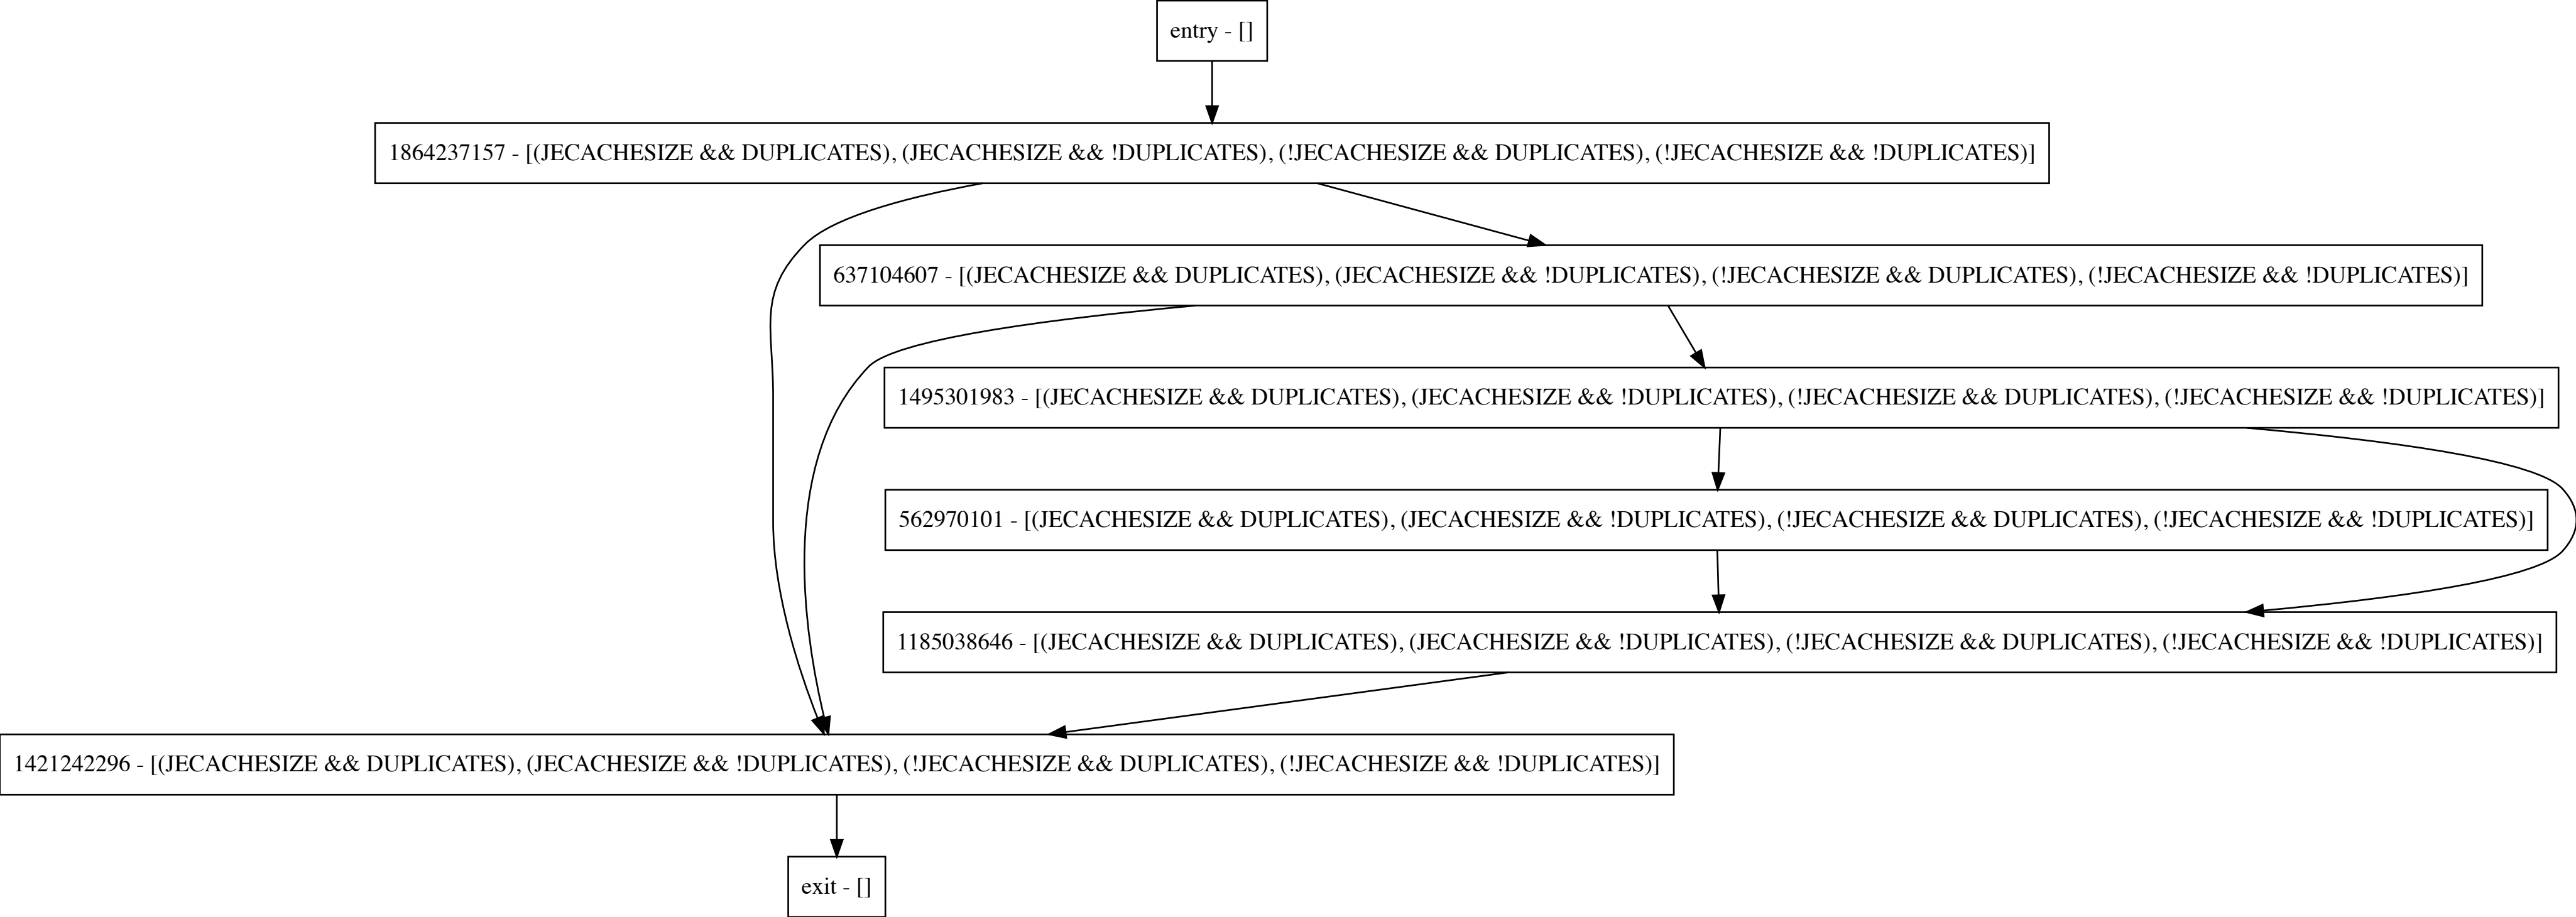 entry - []
1864237157 - [(JECACHESIZE && DUPLICATES), (JECACHESIZE && !DUPLICATES), (!JECACHESIZE && DUPLICATES), (!JECACHESIZE && !DUPLICATES)]
637104607 - [(JECACHESIZE && DUPLICATES), (JECACHESIZE && !DUPLICATES), (!JECACHESIZE && DUPLICATES), (!JECACHESIZE && !DUPLICATES)]
1495301983 - [(JECACHESIZE && DUPLICATES), (JECACHESIZE && !DUPLICATES), (!JECACHESIZE && DUPLICATES), (!JECACHESIZE && !DUPLICATES)]
562970101 - [(JECACHESIZE && DUPLICATES), (JECACHESIZE && !DUPLICATES), (!JECACHESIZE && DUPLICATES), (!JECACHESIZE && !DUPLICATES)]
1185038646 - [(JECACHESIZE && DUPLICATES), (JECACHESIZE && !DUPLICATES), (!JECACHESIZE && DUPLICATES), (!JECACHESIZE && !DUPLICATES)]
1421242296 - [(JECACHESIZE && DUPLICATES), (JECACHESIZE && !DUPLICATES), (!JECACHESIZE && DUPLICATES), (!JECACHESIZE && !DUPLICATES)]
exit - []